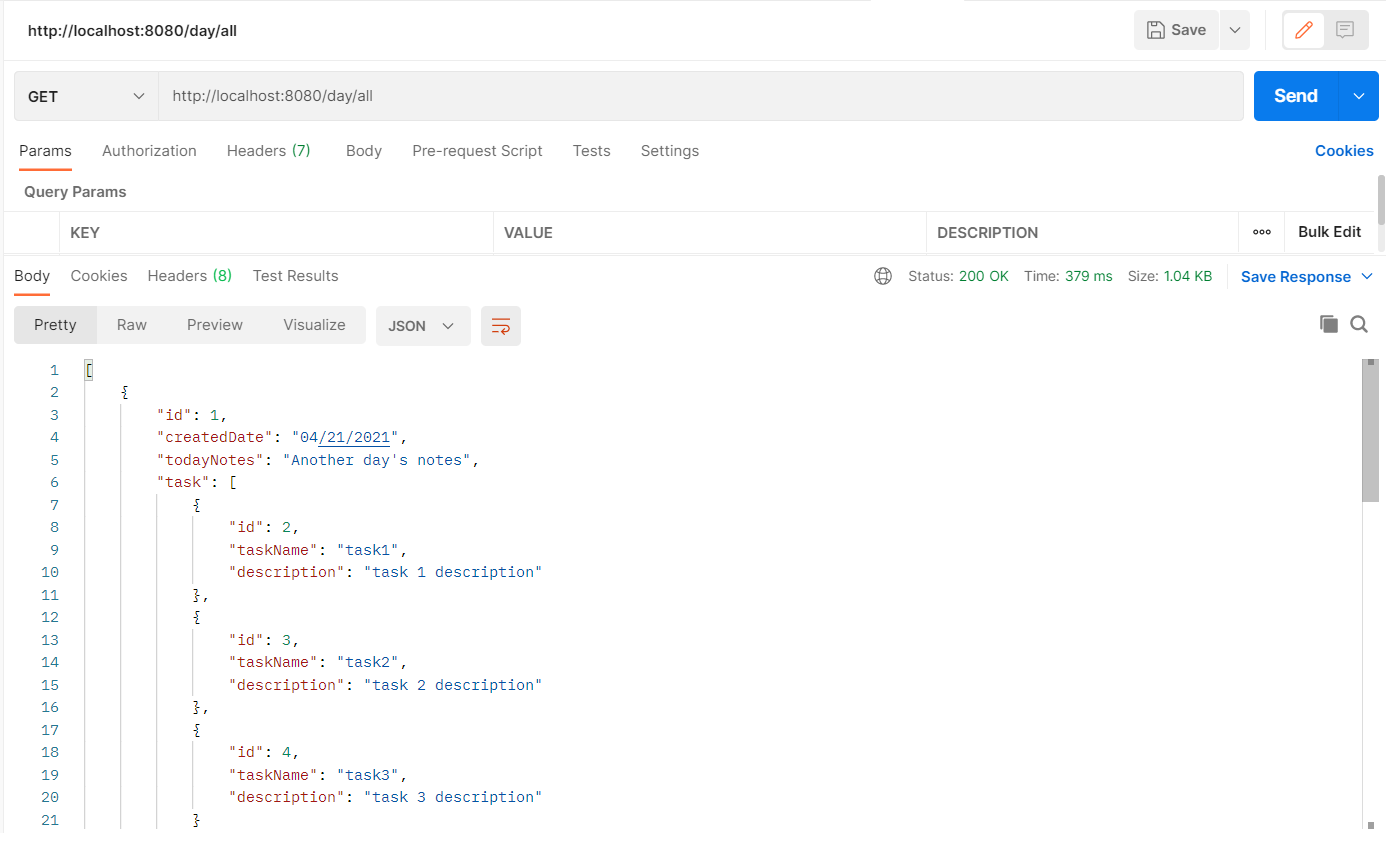 http://localhost:8080/day/all
Save
GET
http://localhost:8080/day/all
Send
Params Authorization Headers (7) Body Pre-request Script Tests Settings Cookies
Query Params
KEY VALUE DESCRIPTION ooo Bulk Edit
Body Cookies Headers (8) Test Results Status: 200 OK Time: 379 ms Size: 1.04 KB Save Response
Pretty Raw Preview Visualize JSON
1 [
2 {
3 "id": 1,
4 "createdDate": "04/21/2021",
5 "todayNotes": "Another day's notes",
6 "task": [
7 {
8 "id": 2,
9 "taskName": "task1",
10 "description": "task 1 description"
11 },
12 {
13 "id": 3,
14 "taskName": "task2",
15 "description": "task 2 description"
16 },
17 {
18 "id": 4,
19 "taskName": "task3",
20 "description": "task 3 description"
21 }